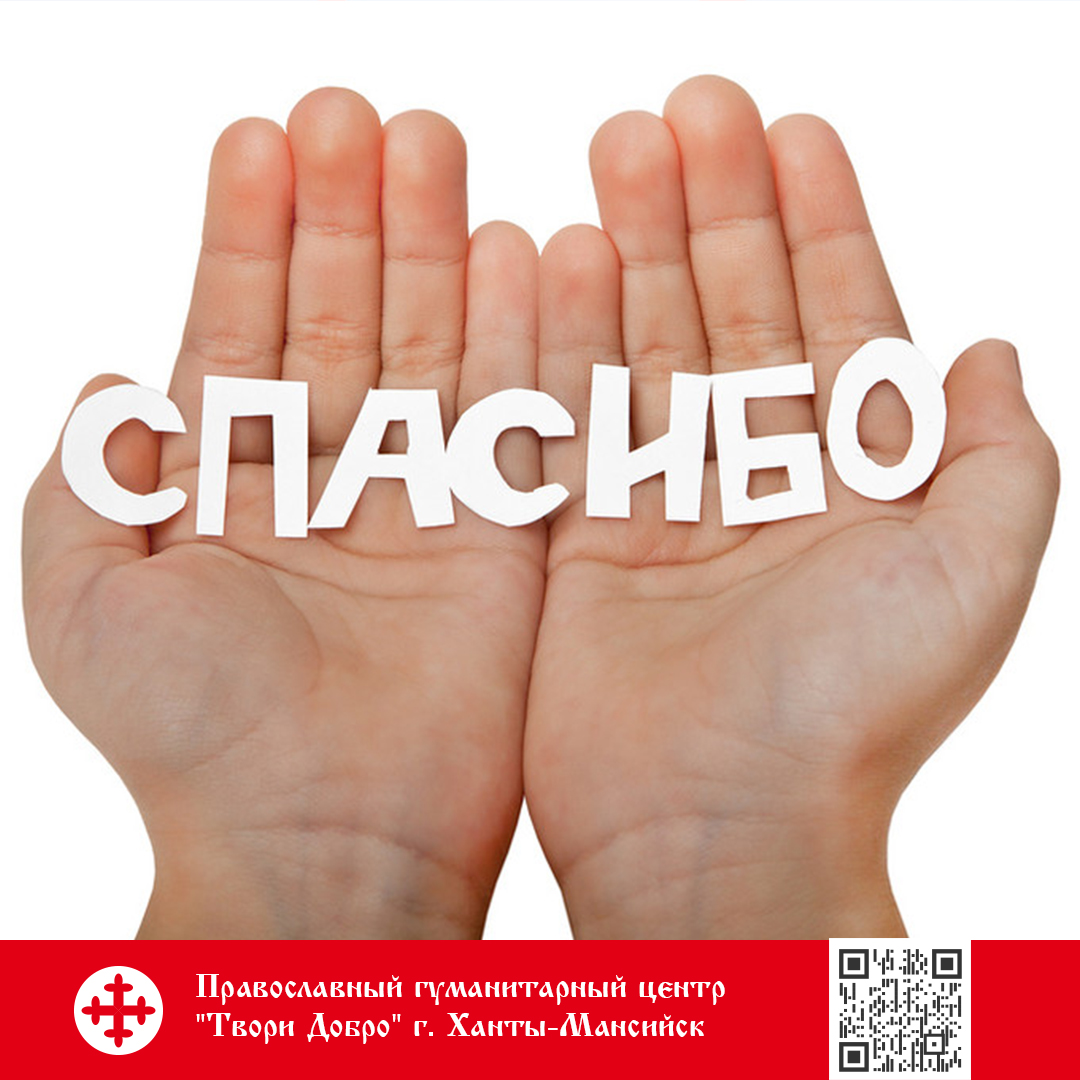 СПАСИБО
Православный гуманитарный центр
"Твори Добро" г. Ханты-Мансийск